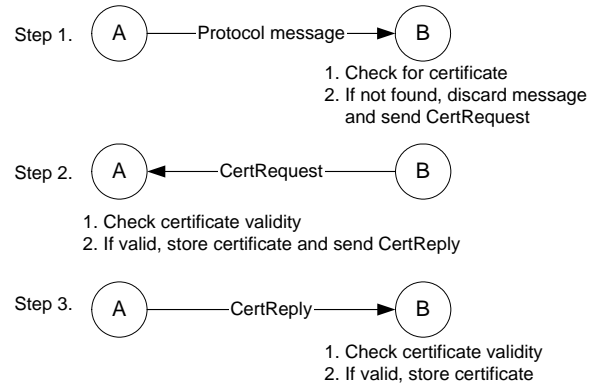 Step 1.
A
Protocol message
B
1. Check for certificate
2. If not found, discard message
and send CertRequest
Step 2.
A
CertRequest
B
1. Check certificate validity
2. If valid, store certificate and send CertReply
Step 3.
A
CertReply
B
1. Check certificate validity
2. If valid, store certificate